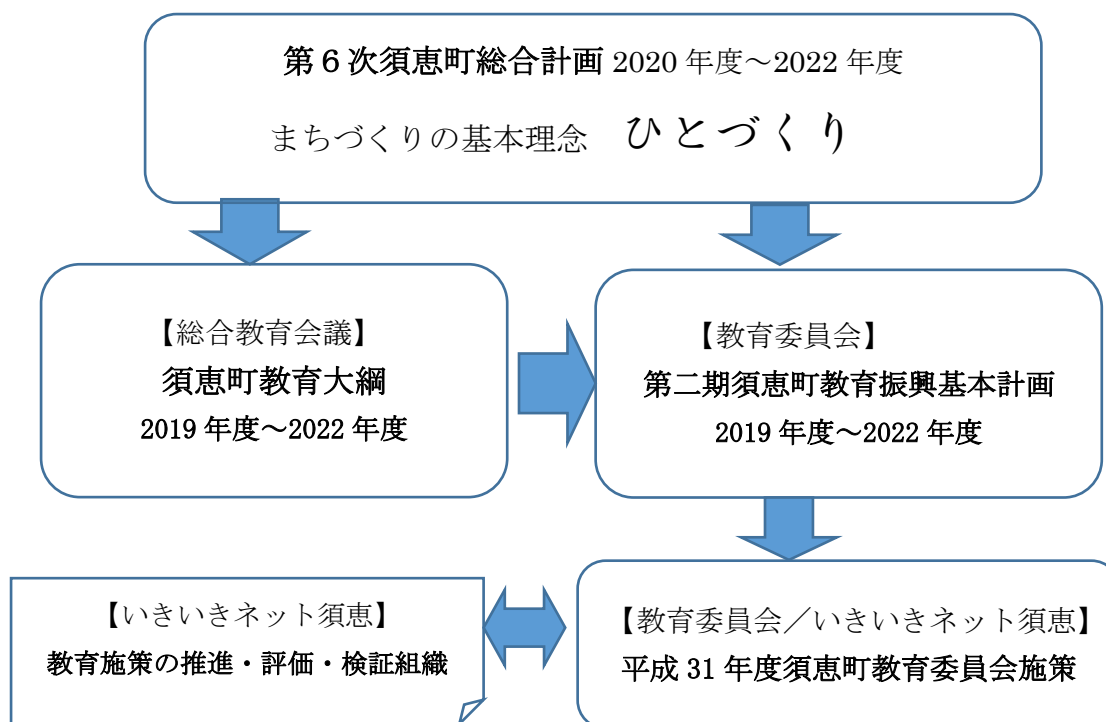 第６次須恵町総合計画 2020 年度～2022 年度
まちづくりの基本理念　ひとづくり
【総合教育会議】
須恵町教育大綱
2019 年度～2022 年度
【教育委員会】
第二期須恵町教育振興基本計画
2019 年度～2022 年度
【いきいきネット須恵】
教育施策の推進・評価・検証組織
【教育委員会／いきいきネット須恵】
平成 31 年度須恵町教育委員会施策